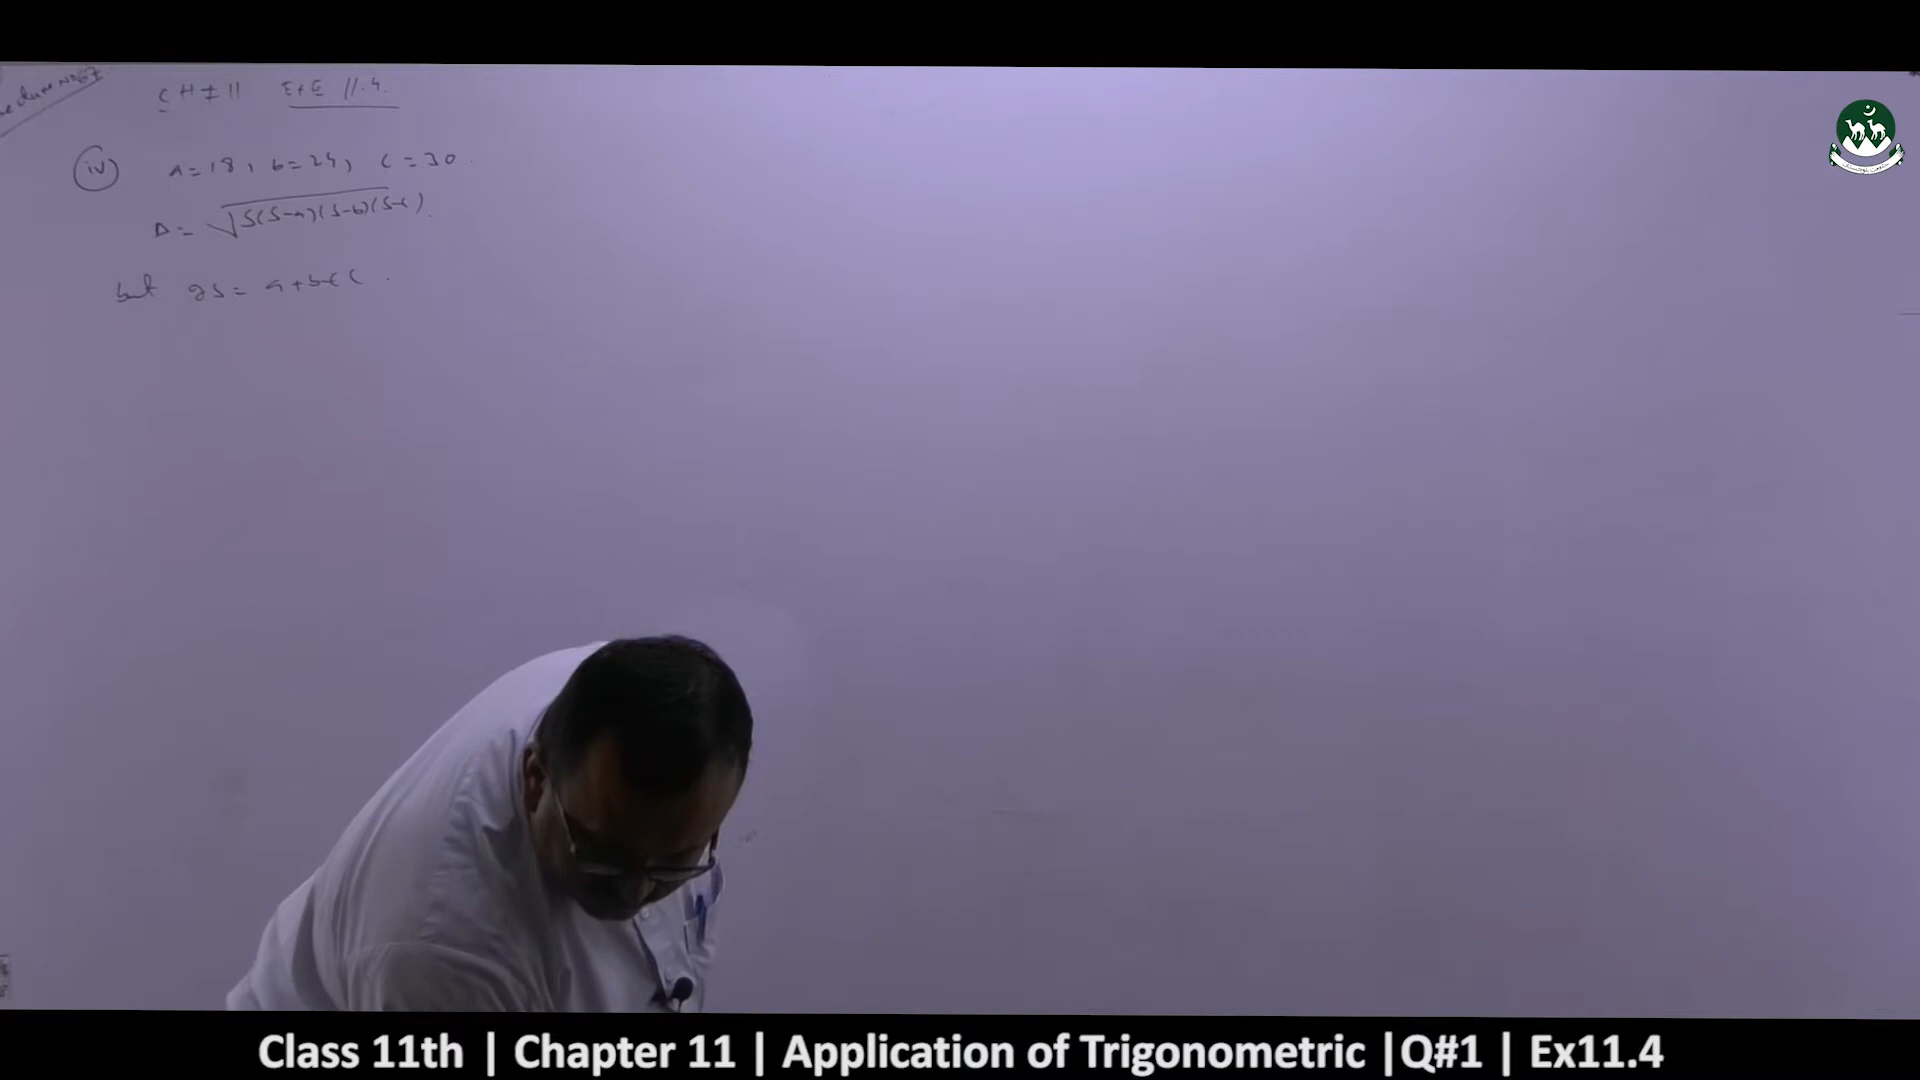 CH # 11 Exe 11.4.
iv) a=18, b=24, c=30
Δ= √S(S-a)(S-b)(S-c)
but 2S= a+b+c
Class 11th | Chapter 11 | Application of Trigonometric |Q#1 | Ex11.4